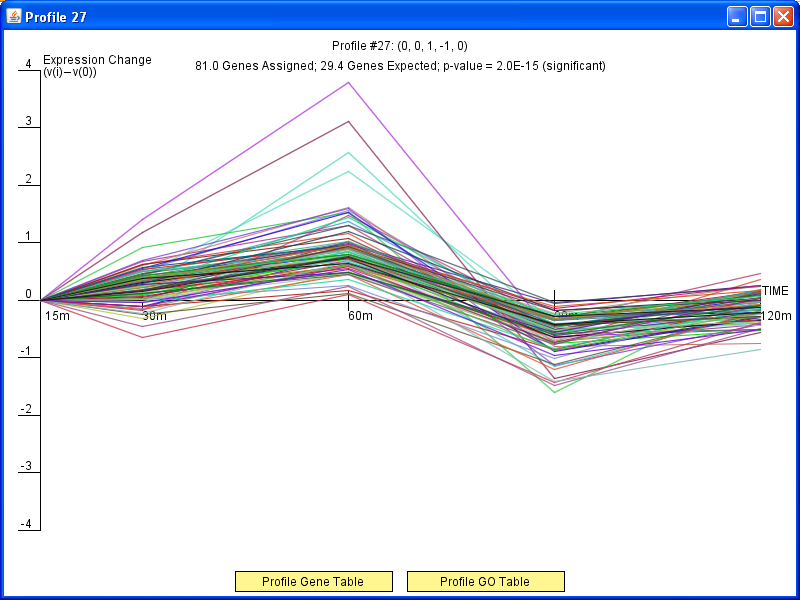 Profile 27
Profile #27: (0, 0, 1, -1, 0)
Expression Change
(v(i)–v(0))
81.0 Genes Assigned; 29.4 Genes Expected; p-value = 2.0E-15 (significant)
4
3
2
1
0
TIME
15m 30m 60m 120m
-1
-2
-3
-4
Profile Gene Table Profile GO Table